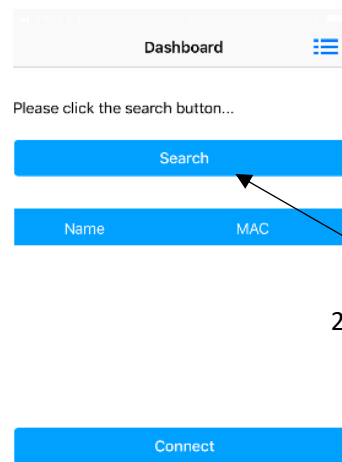 Dashboard
Please click the search button...
Search
Name MAC
2
Connect